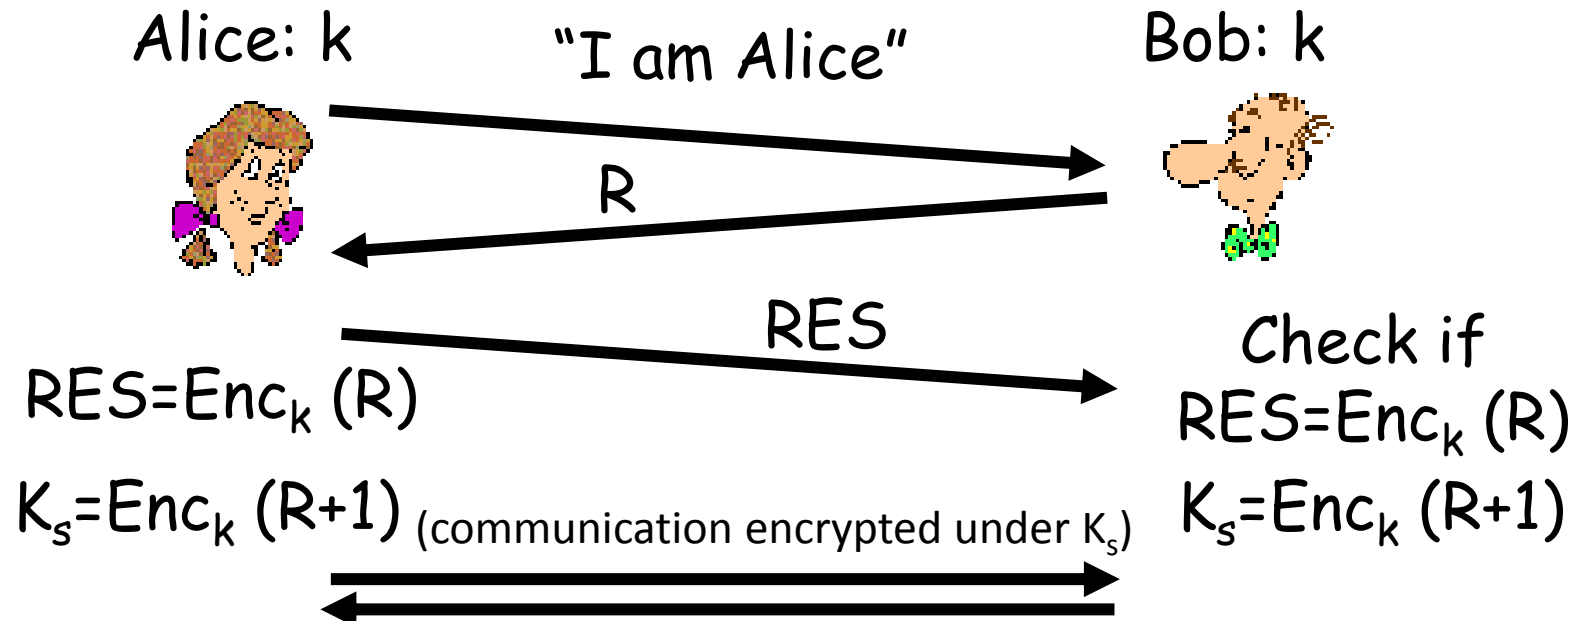 Alice: k
“I am Alice”
Bob: k
R
RES
Check if
RES=Encₖ (R)
RES=Encₖ (R)
Kₛ=Encₖ (R+1)
(communication encrypted under Kₛ)
Kₛ=Encₖ (R+1)